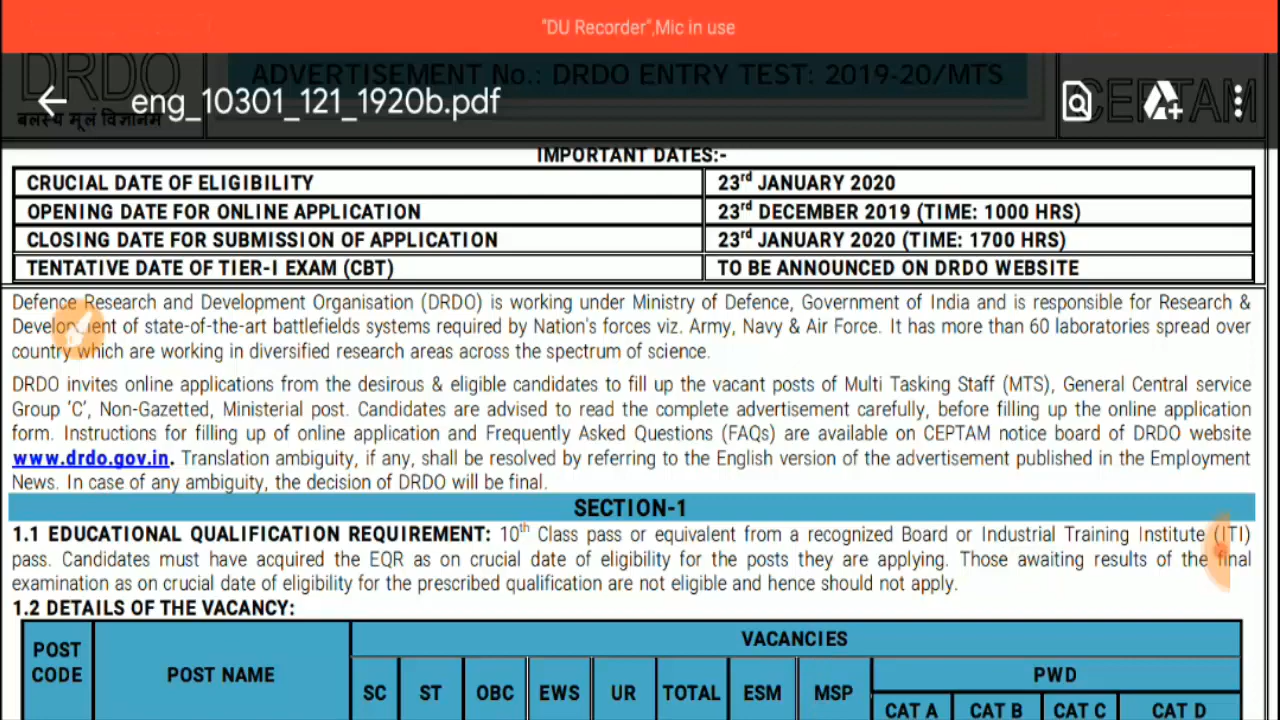 "DU Recorder",Mic in use
DRDO
ADVERTISEMENT No.: DRDO ENTRY TEST: 2019-20/MTS
CEPTAM
eng_10301_121_1920b.pdf
बलस्य मूलं विज्ञानम्
IMPORTANT DATES:-
CRUCIAL DATE OF ELIGIBILITY 23rd JANUARY 2020
OPENING DATE FOR ONLINE APPLICATION 23rd DECEMBER 2019 (TIME: 1000 HRS)
CLOSING DATE FOR SUBMISSION OF APPLICATION 23rd JANUARY 2020 (TIME: 1700 HRS)
TENTATIVE DATE OF TIER-I EXAM (CBT) TO BE ANNOUNCED ON DRDO WEBSITE
Defence Research and Development Organisation (DRDO) is working under Ministry of Defence, Government of India and is responsible for Research &
Development of state-of-the-art battlefields systems required by Nation's forces viz. Army, Navy & Air Force. It has more than 60 laboratories spread over
country which are working in diversified research areas across the spectrum of science.
DRDO invites online applications from the desirous & eligible candidates to fill up the vacant posts of Multi Tasking Staff (MTS), General Central service
Group 'C', Non-Gazetted, Ministerial post. Candidates are advised to read the complete advertisement carefully, before filling up the online application
form. Instructions for filling up of online application and Frequently Asked Questions (FAQs) are available on CEPTAM notice board of DRDO website
www.drdo.gov.in. Translation ambiguity, if any, shall be resolved by referring to the English version of the advertisement published in the Employment
News. In case of any ambiguity, the decision of DRDO will be final.
SECTION-1
1.1 EDUCATIONAL QUALIFICATION REQUIREMENT: 10th Class pass or equivalent from a recognized Board or Industrial Training Institute (ITI)
pass. Candidates must have acquired the EQR as on crucial date of eligibility for the posts they are applying. Those awaiting results of the final
examination as on crucial date of eligibility for the prescribed qualification are not eligible and hence should not apply.
1.2 DETAILS OF THE VACANCY:
POST CODE POST NAME VACANCIES
SC ST OBC EWS UR TOTAL ESM MSP PWD
CAT A CAT B CAT C CAT D